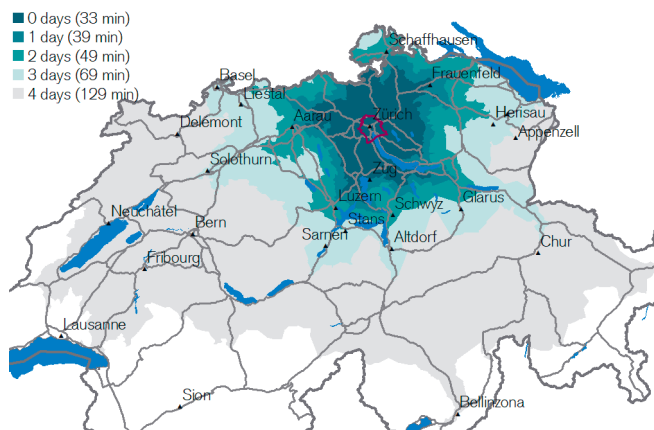 0 days (33 min)
1 day (39 min)
2 days (49 min)
3 days (69 min)
4 days (129 min)
Schaffhausen
Basel
Frauenfeld
Liestal
Aarau
Zürich
Herisau
Delémont
Appenzell
Solothurn
Zug
Luzern
Schwyz
Glarus
Neuchâtel
Bern
Stans
Sarnen
Altdorf
Chur
Fribourg
Lausanne
Sion
Bellinzona